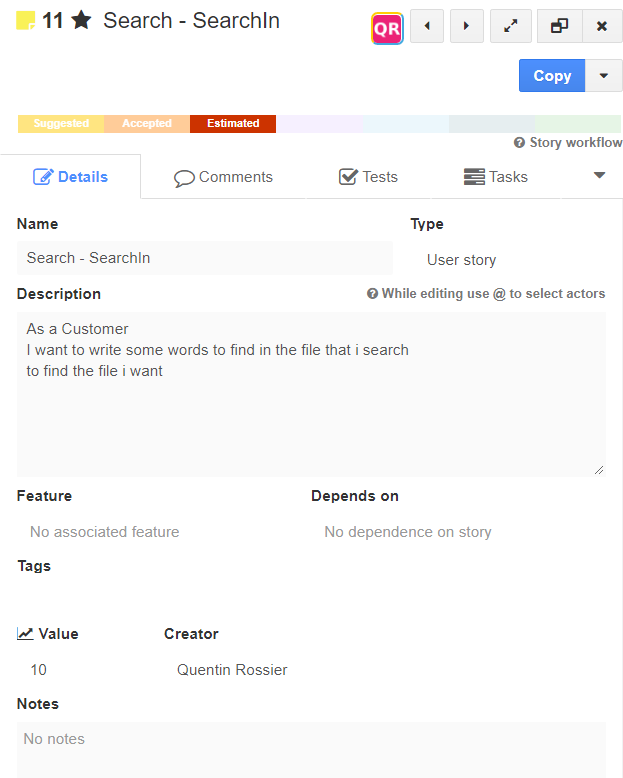 11 Search - SearchIn
QR
Copy
Suggested Accepted Estimated
Story workflow
Details Comments Tests Tasks
Name Type
Search - SearchIn User story
Description While editing use @ to select actors
As a Customer
I want to write some words to find in the file that i search
to find the file i want
Feature Depends on
No associated feature No dependence on story
Tags
Value Creator
10 Quentin Rossier
Notes
No notes